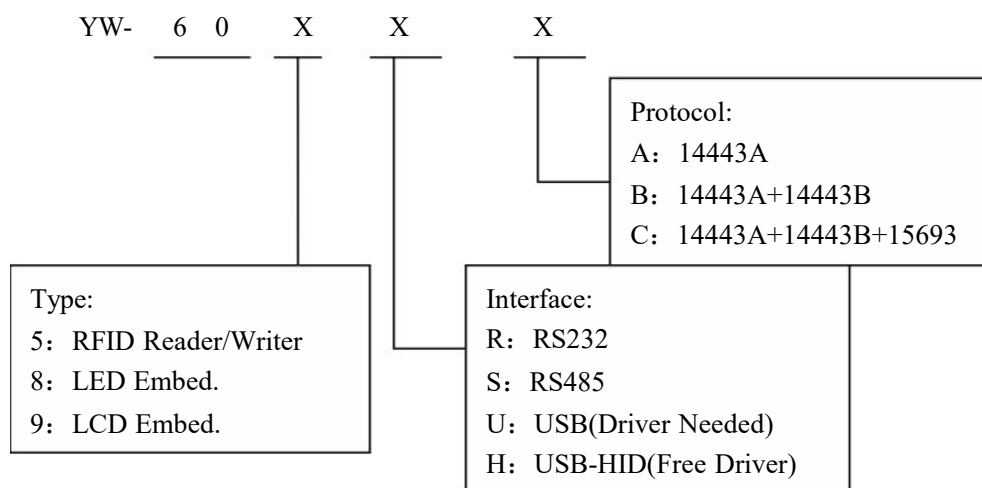 YW- 6 0 X X X
Protocol:
A：14443A
B：14443A+14443B
C：14443A+14443B+15693
Type:
5：RFID Reader/Writer
8：LED Embed.
9：LCD Embed.
Interface:
R：RS232
S：RS485
U：USB(Driver Needed)
H：USB-HID(Free Driver)